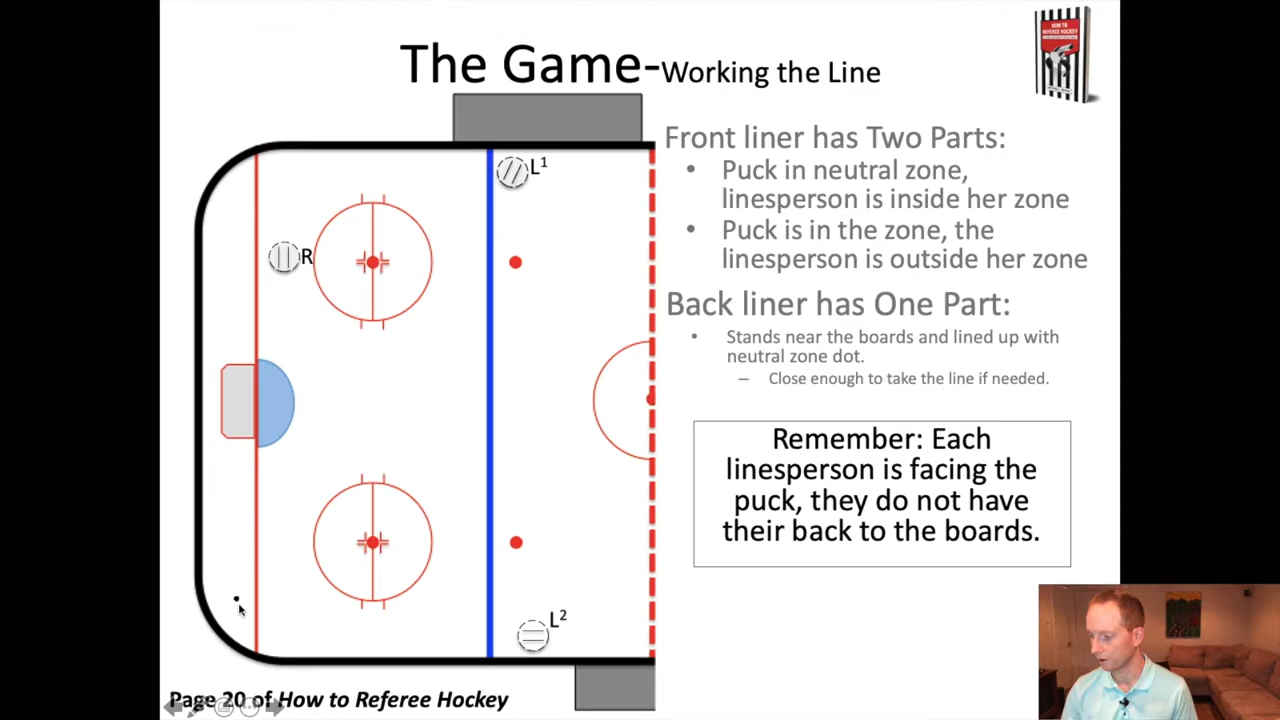 The Game-Working the Line
HOW TO
REFEREE HOCKEY
Front liner has Two Parts:
• Puck in neutral zone,
linesperson is inside her zone
• Puck is in the zone, the
linesperson is outside her zone
Back liner has One Part:
• Stands near the boards and lined up with
neutral zone dot.
– Close enough to take the line if needed.
Remember: Each
linesperson is facing the
puck, they do not have
their back to the boards.
L¹
R
L²
Page 20 of How to Referee Hockey